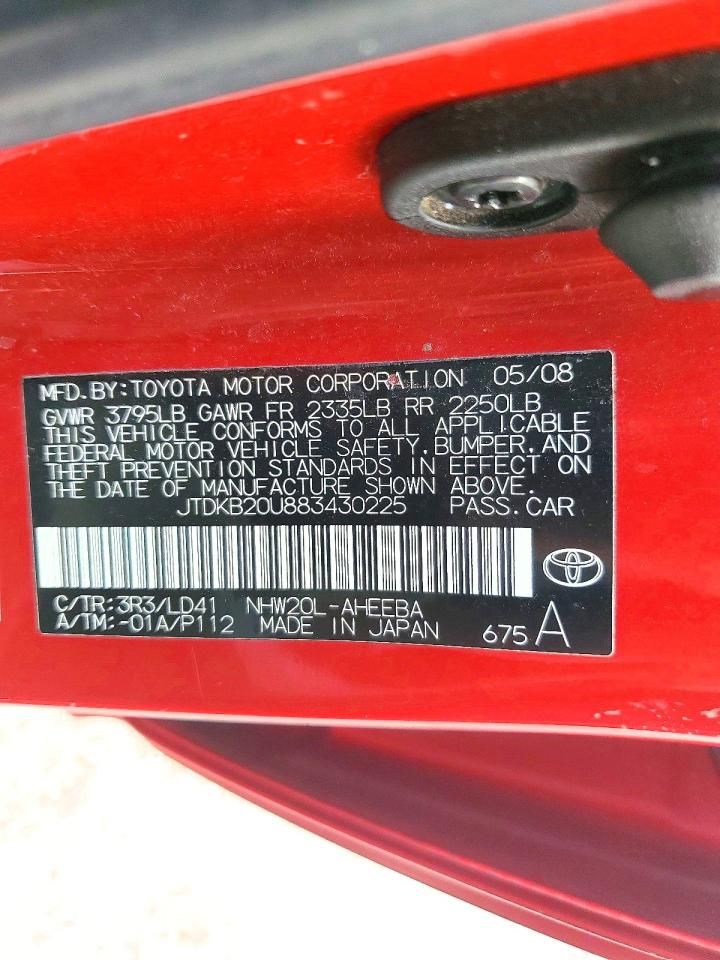 MFD.BY:TOYOTA MOTOR CORPORATION 05/08
GVWR 3795LB GAWR FR 2335LB RR 2250LB
THIS VEHICLE CONFORMS TO ALL APPLICABLE
FEDERAL MOTOR VEHICLE SAFETY,BUMPER,AND
THEFT PREVENTION STANDARDS IN EFFECT ON
THE DATE OF MANUFACTURE SHOWN ABOVE.
JTDKB20U883430225 PASS.CAR
C/TR:3R3/LD41 NHW20L-AHEEBA
A/TM:-01A/P112 MADE IN JAPAN 675 A